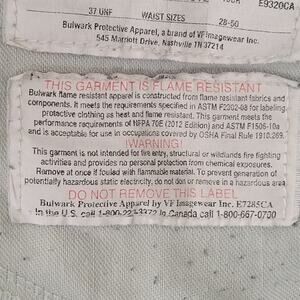 E9320CA
37 UNF WAIST SIZES 28-50
Bulwark Protective Apparel, a brand of VF Imagewear Inc.
545 Marriott Drive, Nashville TN 37214
THIS GARMENT IS FLAME RESISTANT
Bulwark flame resistant apparel is constructed from flame resistant fabrics and
components. It meets the requirements specified in ASTM F2302-08 for labeling
protective clothing as heat and flame resistant. This garment meets the
performance requirements of NFPA 70E (2012 Edition) and ASTM F1506-10a
and is acceptable for use in occupations covered by OSHA Final Rule 1910.269.
!WARNING!
This garment is not intended for fire entry, structural or wildlands fire fighting
activities and provides no personal protection from chemical exposures.
Remove at once if fouled with flammable material. To prevent generation of
potentially hazardous static electricity, do not don or remove in a hazardous area.
DO NOT REMOVE THIS LABEL
Bulwark Protective Apparel by VF Imagewear Inc. E7285CA
In the U.S. call 1-800-223-3372 In Canada call 1-800-667-0700